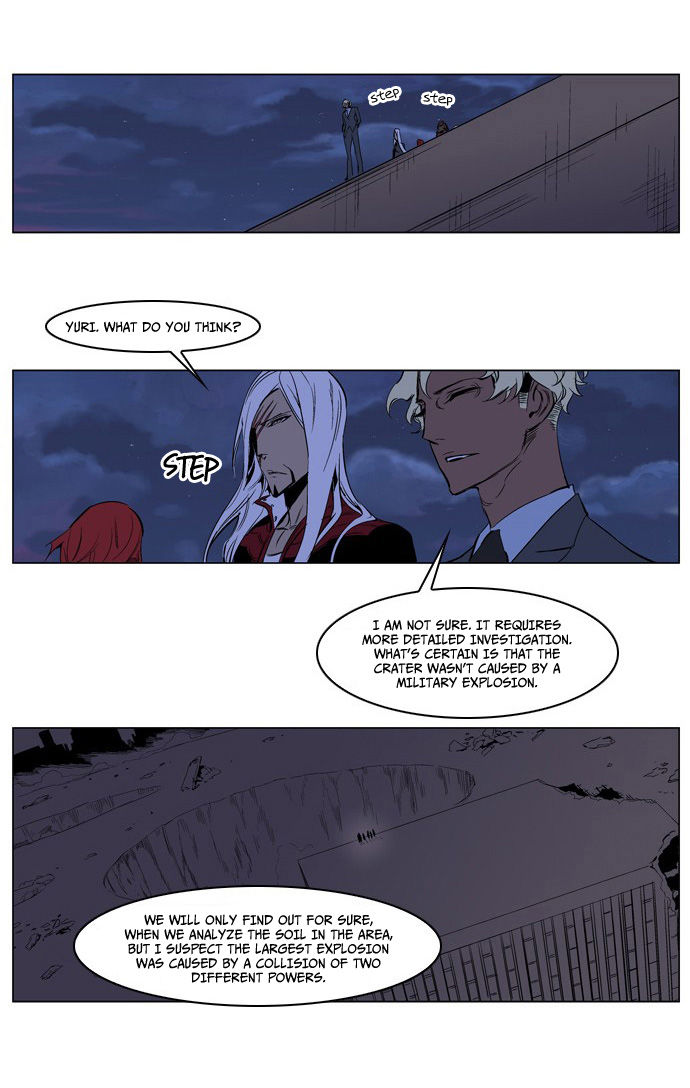 step
step
YURI. WHAT DO YOU THINK?
STEP
I AM NOT SURE. IT REQUIRES
MORE DETAILED INVESTIGATION.
WHAT'S CERTAIN IS THAT THE
CRATER WASN'T CAUSED BY A
MILITARY EXPLOSION.
WE WILL ONLY FIND OUT FOR SURE,
WHEN WE ANALYZE THE SOIL IN THE AREA,
BUT I SUSPECT THE LARGEST EXPLOSION
WAS CAUSED BY A COLLISION OF TWO
DIFFERENT POWERS.